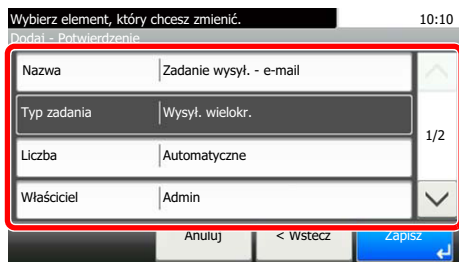 Wybierz element, który chcesz zmienić. 10:10
Dodaj - Potwierdzenie
Nazwa Zadanie wysył. - e-mail
Typ zadania Wysył. wielokr.
1/2
Liczba Automatyczne
Właściciel Admin
Anuluj < Wstecz Zapisz